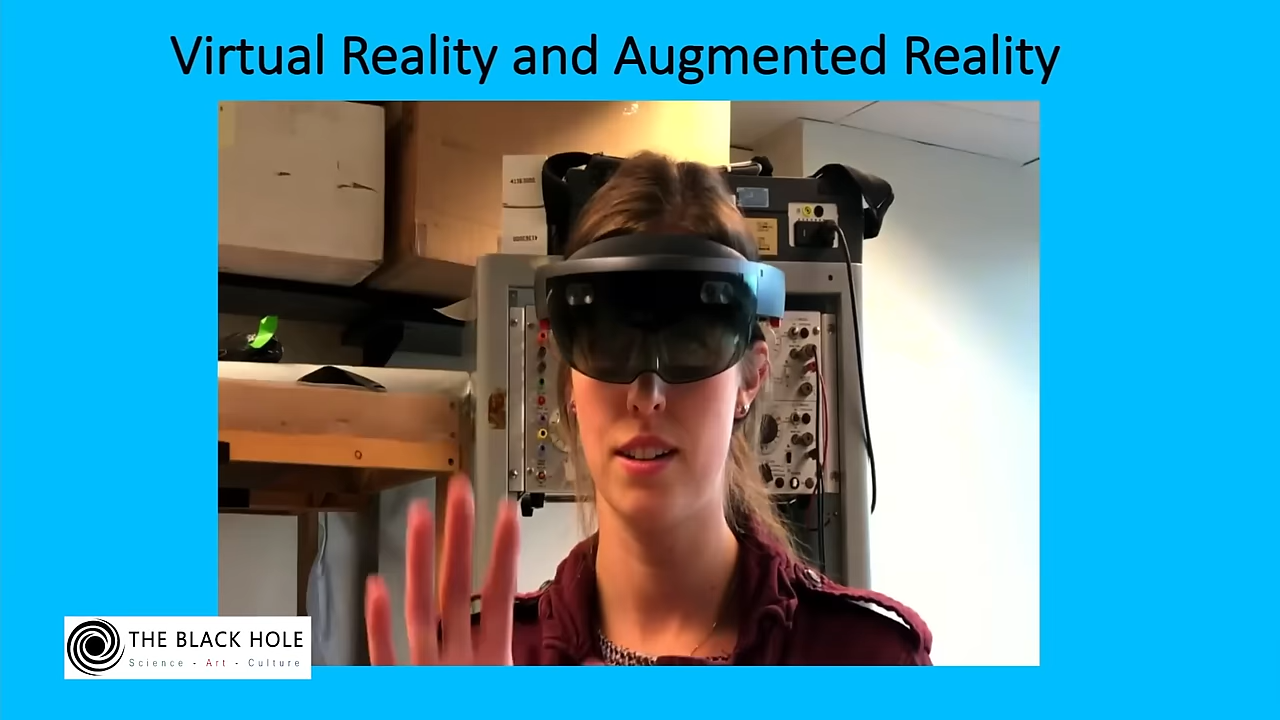 Virtual Reality and Augmented Reality
THE BLACK HOLE
Science - Art - Culture